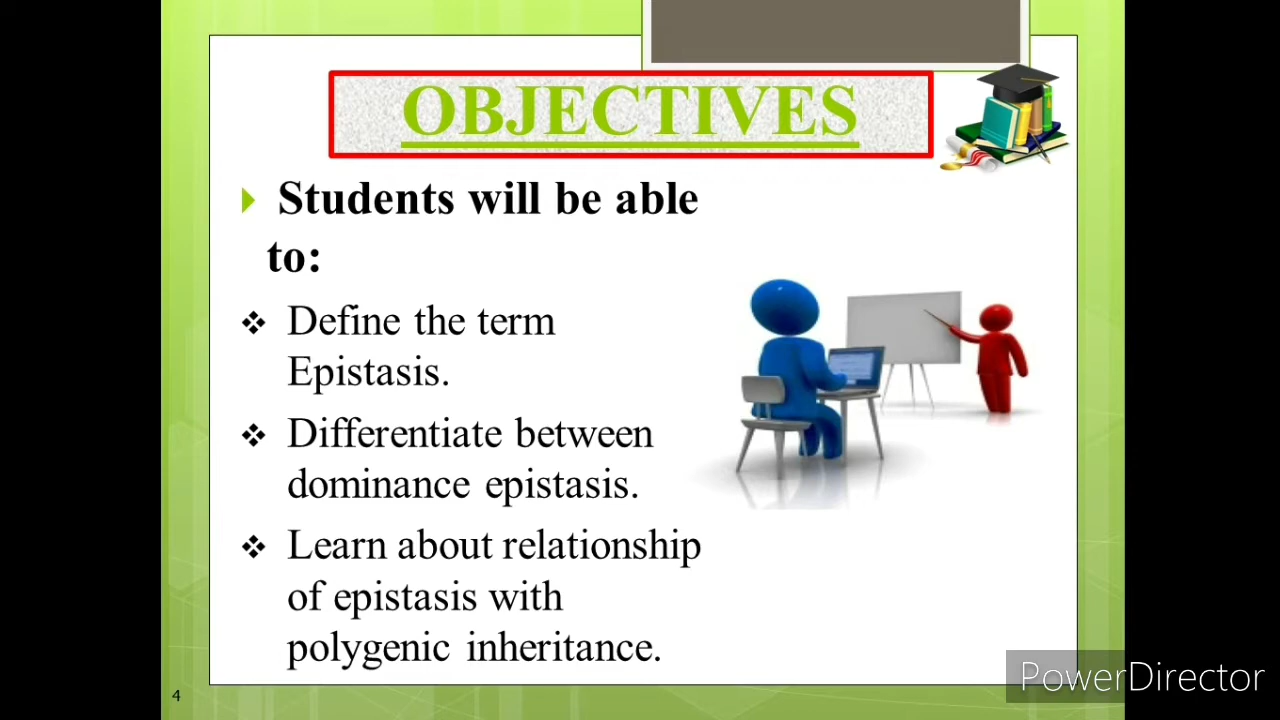 OBJECTIVES
Students will be able
to:
Define the term
Epistasis.
Differentiate between
dominance epistasis.
Learn about relationship
of epistasis with
polygenic inheritance.
4
PowerDirector